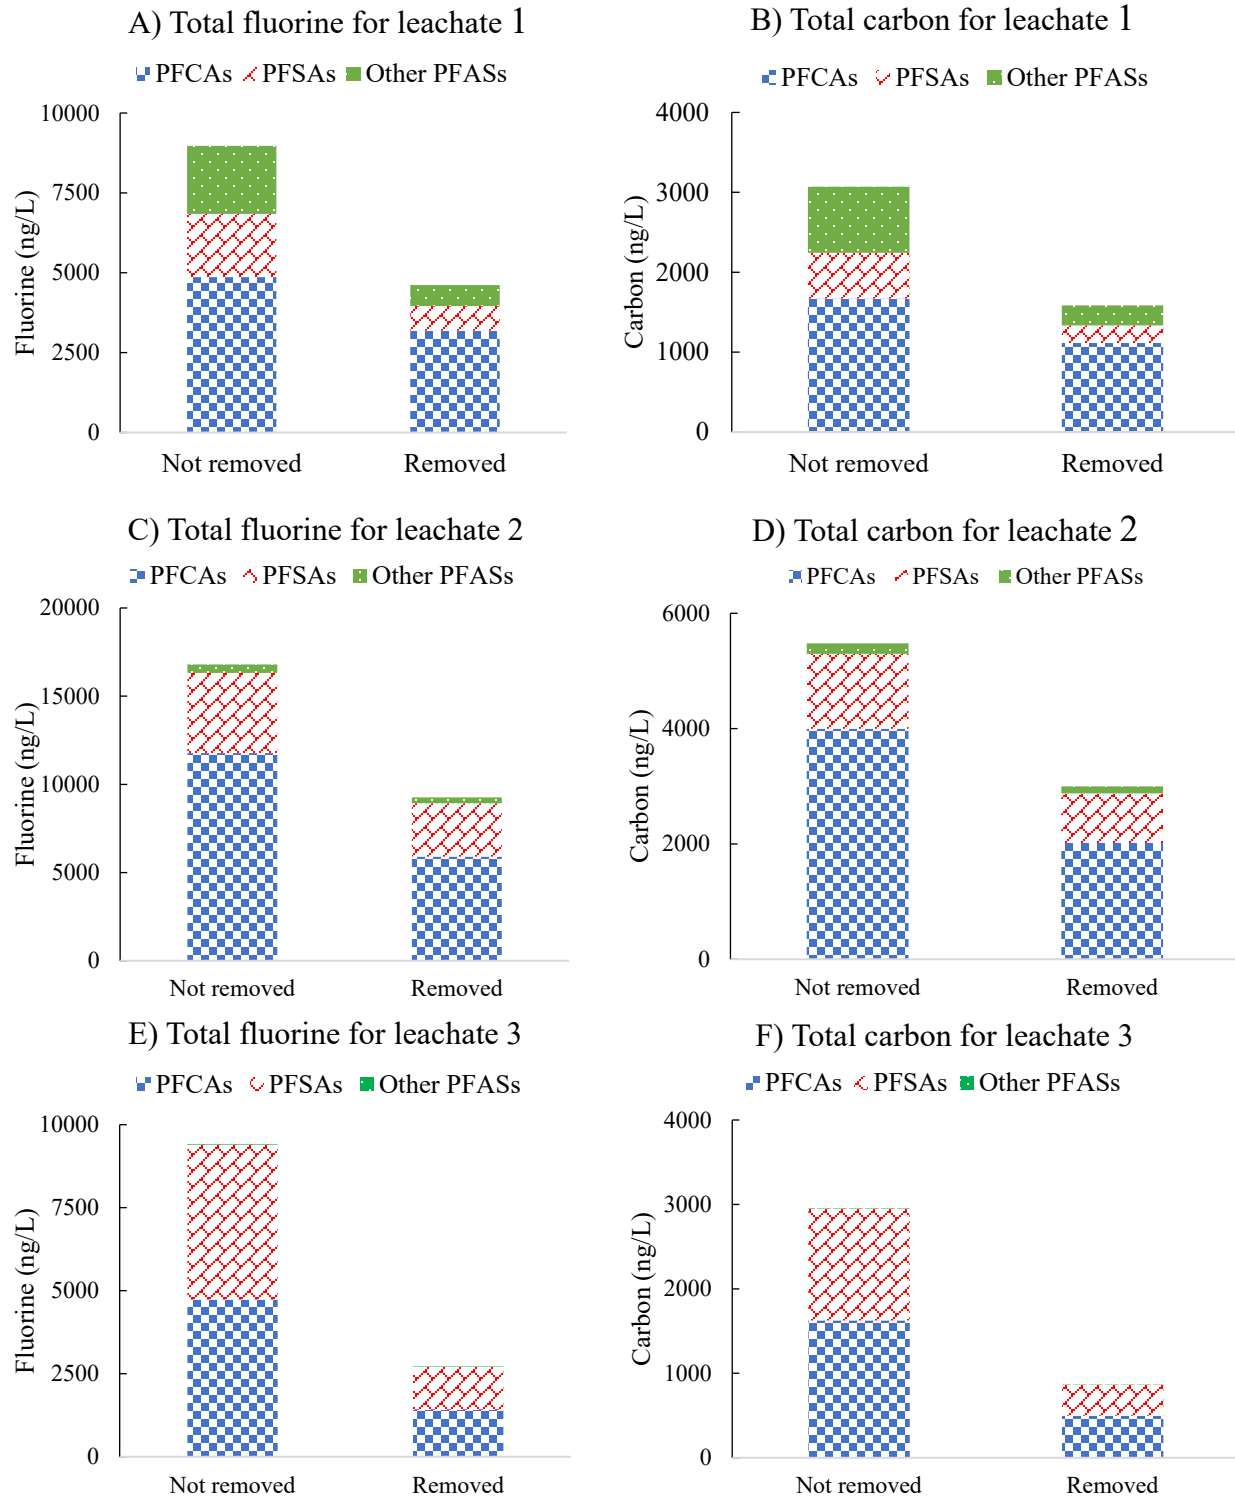 A) Total fluorine for leachate 1
PFCAs PFSAs Other PFASs
Fluorine (ng/L)
10000
7500
5000
2500
0
Not removed Removed
B) Total carbon for leachate 1
PFCAs PFSAs Other PFASs
Carbon (ng/L)
4000
3000
2000
1000
0
Not removed Removed
C) Total fluorine for leachate 2
PFCAs PFSAs Other PFASs
Fluorine (ng/L)
20000
15000
10000
5000
0
Not removed Removed
D) Total carbon for leachate 2
PFCAs PFSAs Other PFASs
Carbon (ng/L)
6000
4000
2000
0
Not removed Removed
E) Total fluorine for leachate 3
PFCAs PFSAs Other PFASs
Fluorine (ng/L)
10000
7500
5000
2500
0
Not removed Removed
F) Total carbon for leachate 3
PFCAs PFSAs Other PFASs
Carbon (ng/L)
4000
3000
2000
1000
0
Not removed Removed